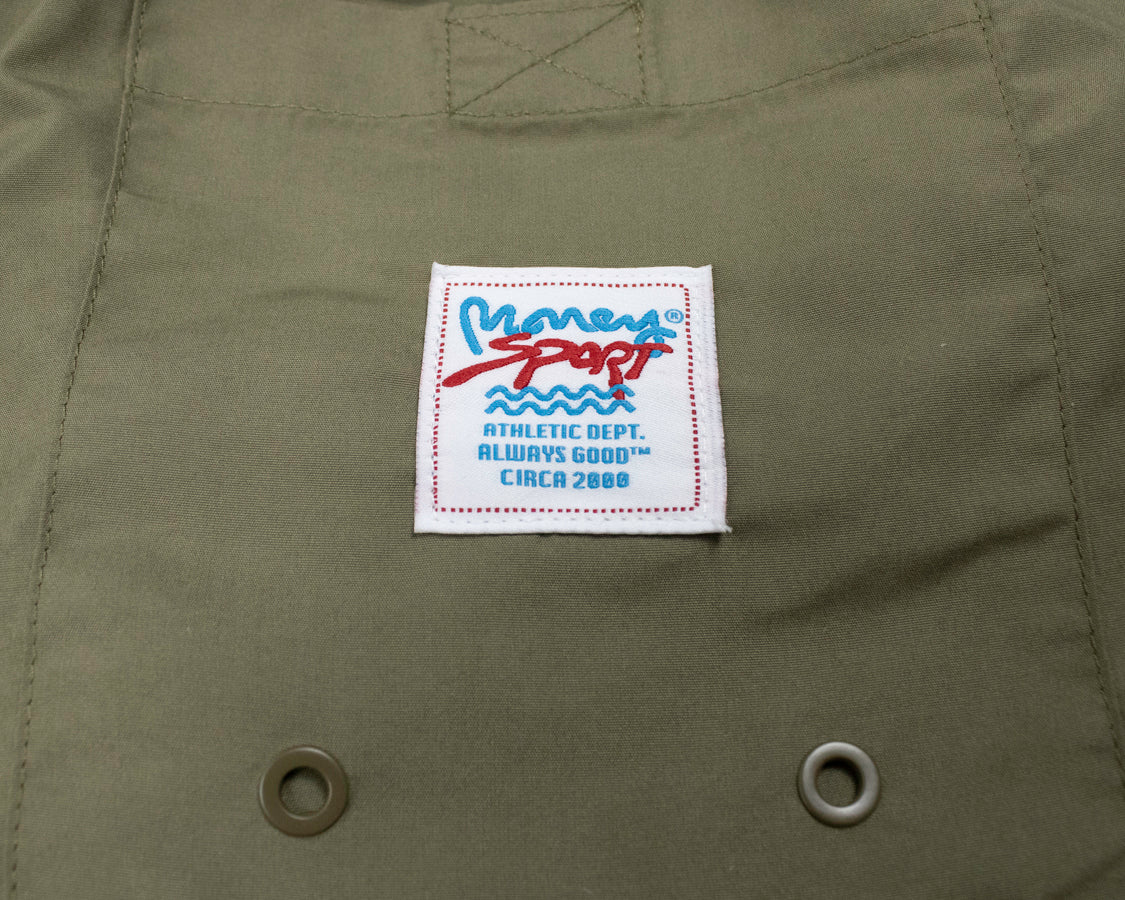 Money®
Sport
ATHLETIC DEPT.
ALWAYS GOOD™
CIRCA 2000